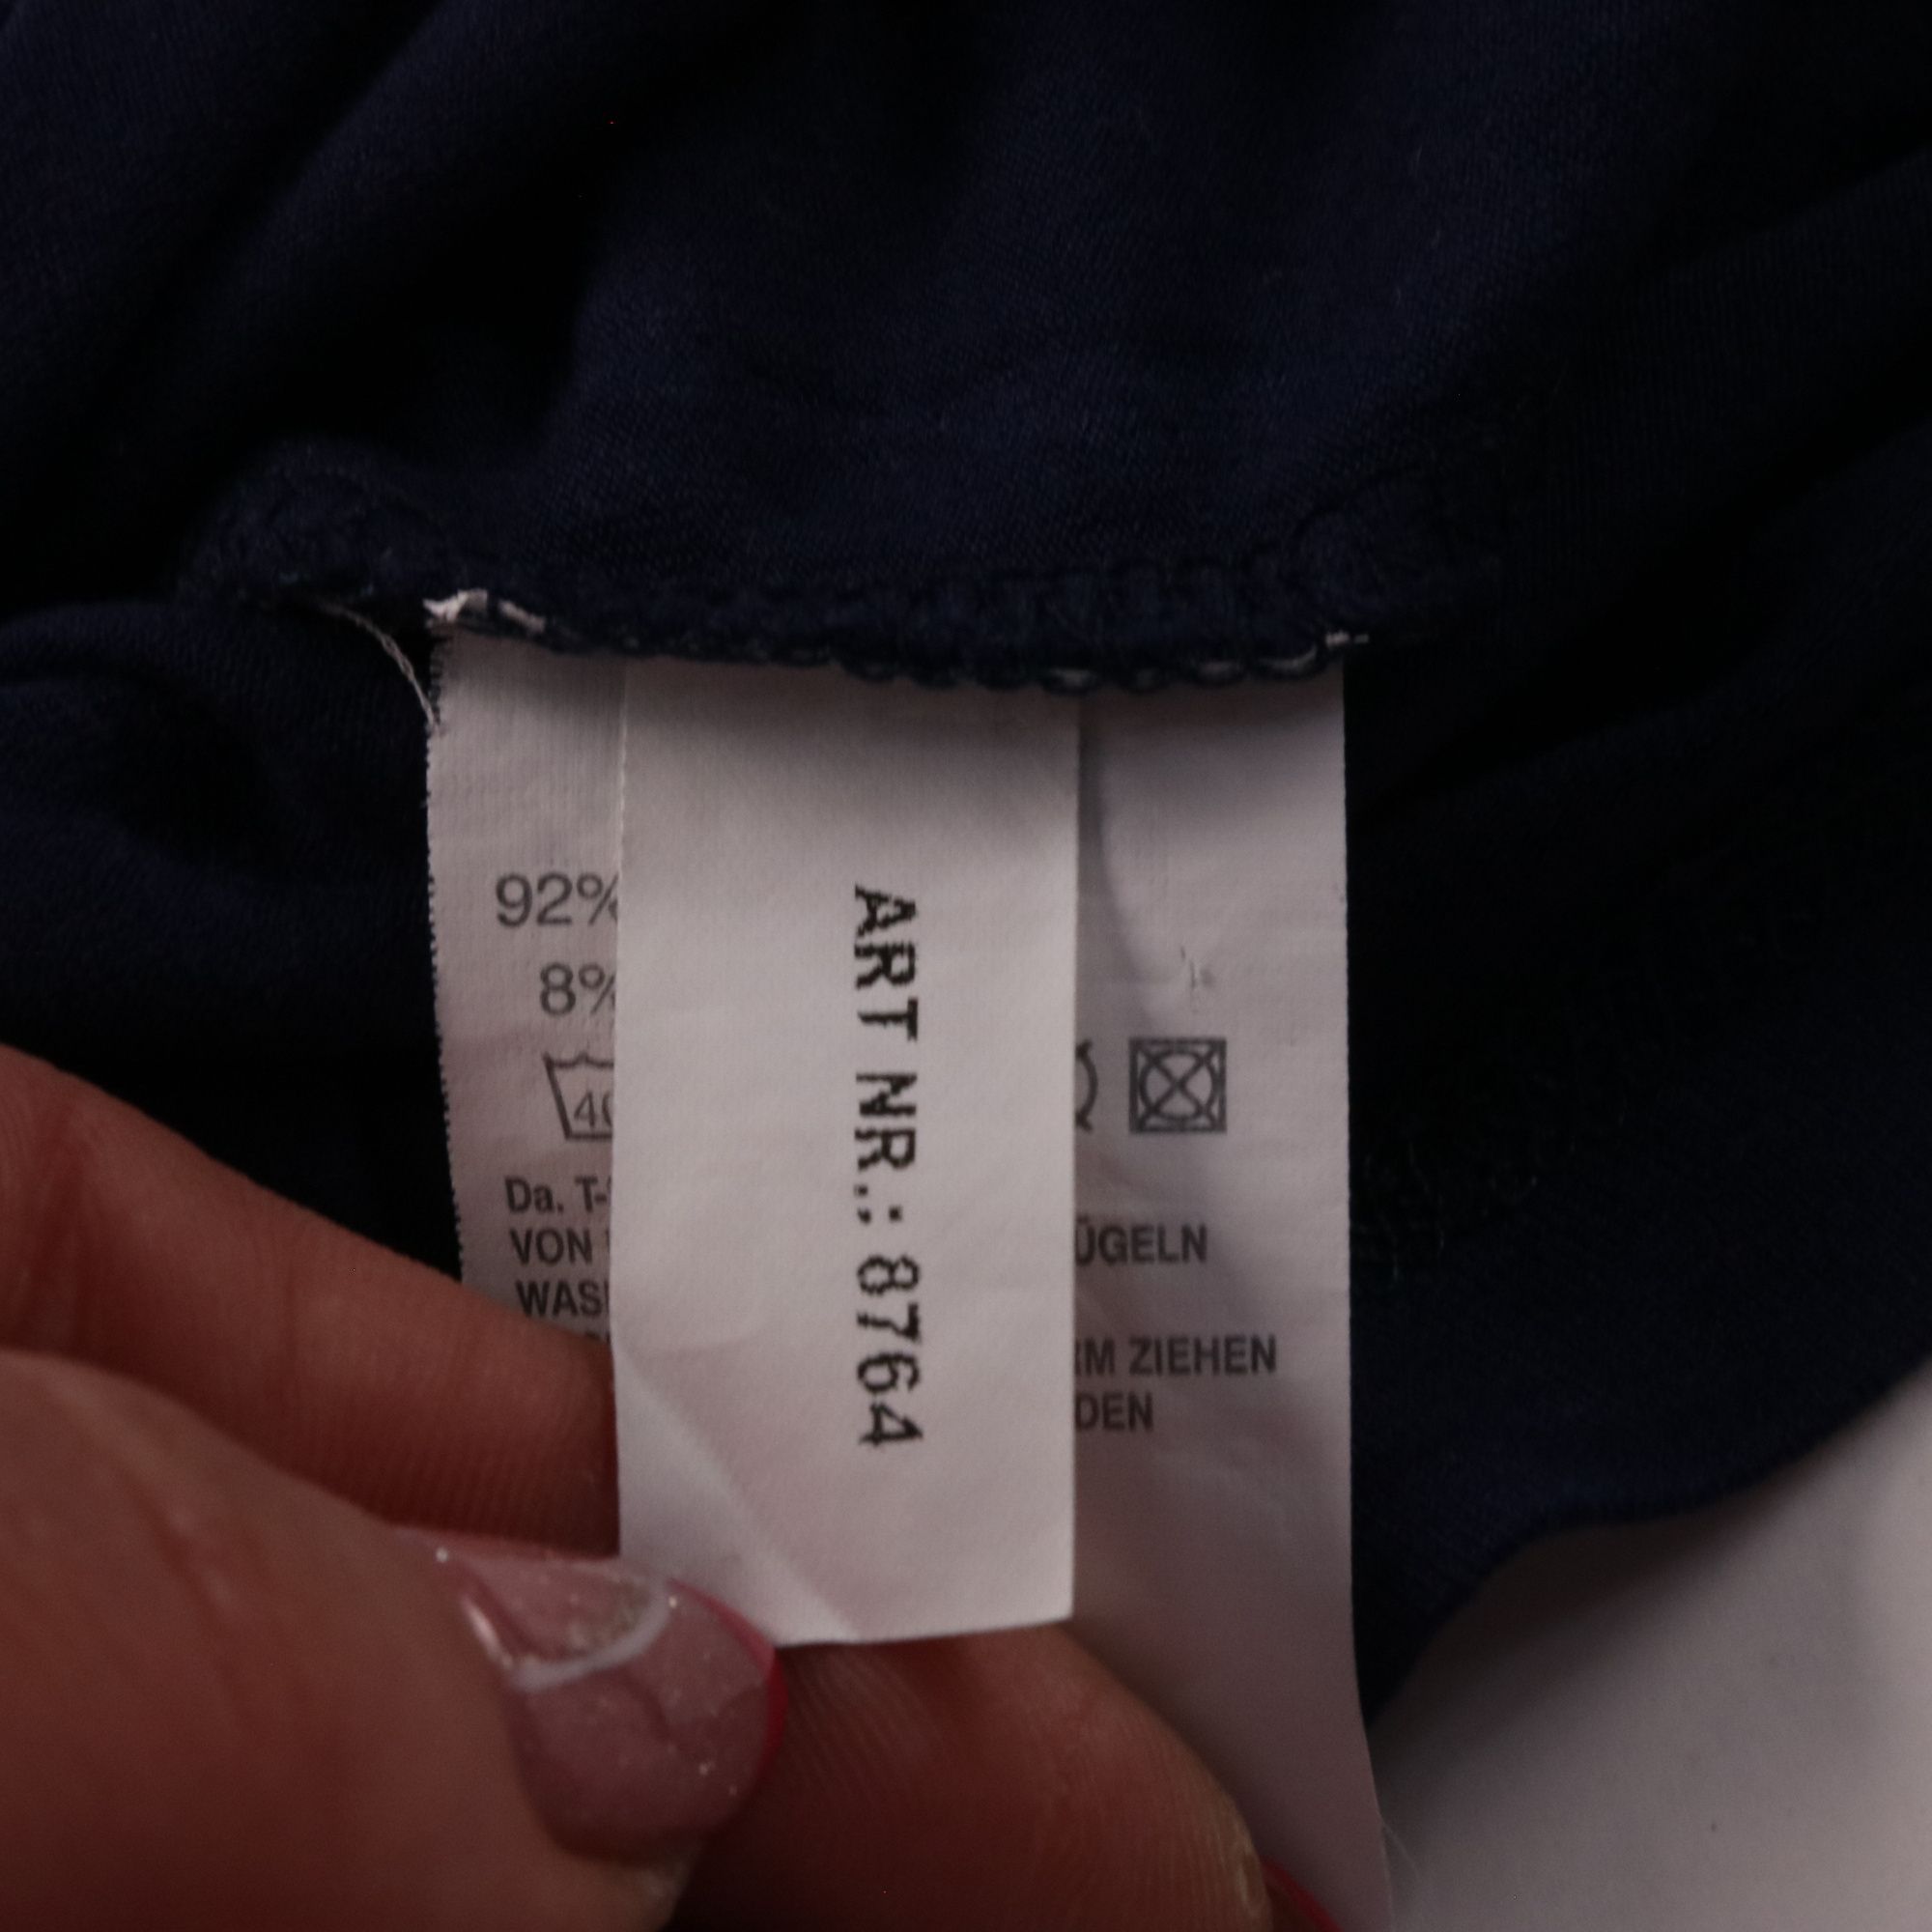 92%
8%
40
ART NR.: 8764
Da. T-
VON
ÜGELN
WAS
RM ZIEHEN
DEN